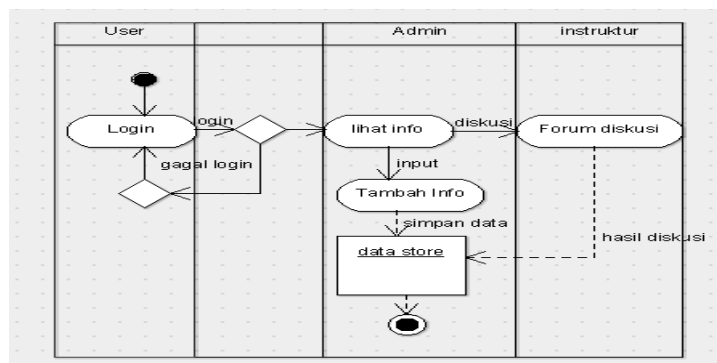 User
Admin
instruktur
Login
login
lihat info
diskusi
Forum diskusi
gagal login
input
Tambah Info
simpan data
hasil diskusi
data store